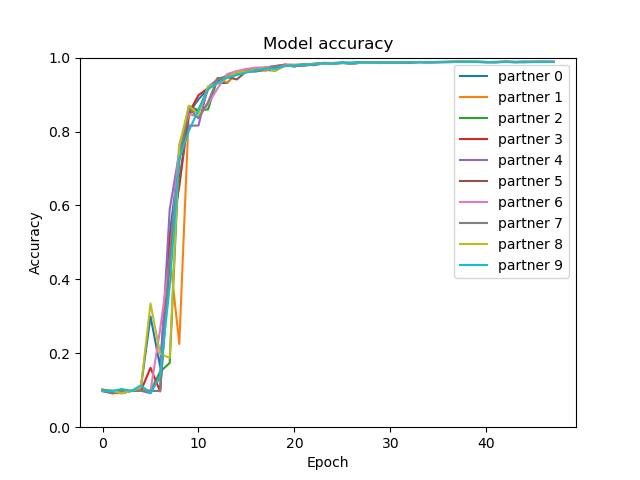 Model accuracy
Accuracy
1.0
0.8
0.6
0.4
0.2
0.0
0
10
20
30
40
Epoch
partner 0
partner 1
partner 2
partner 3
partner 4
partner 5
partner 6
partner 7
partner 8
partner 9